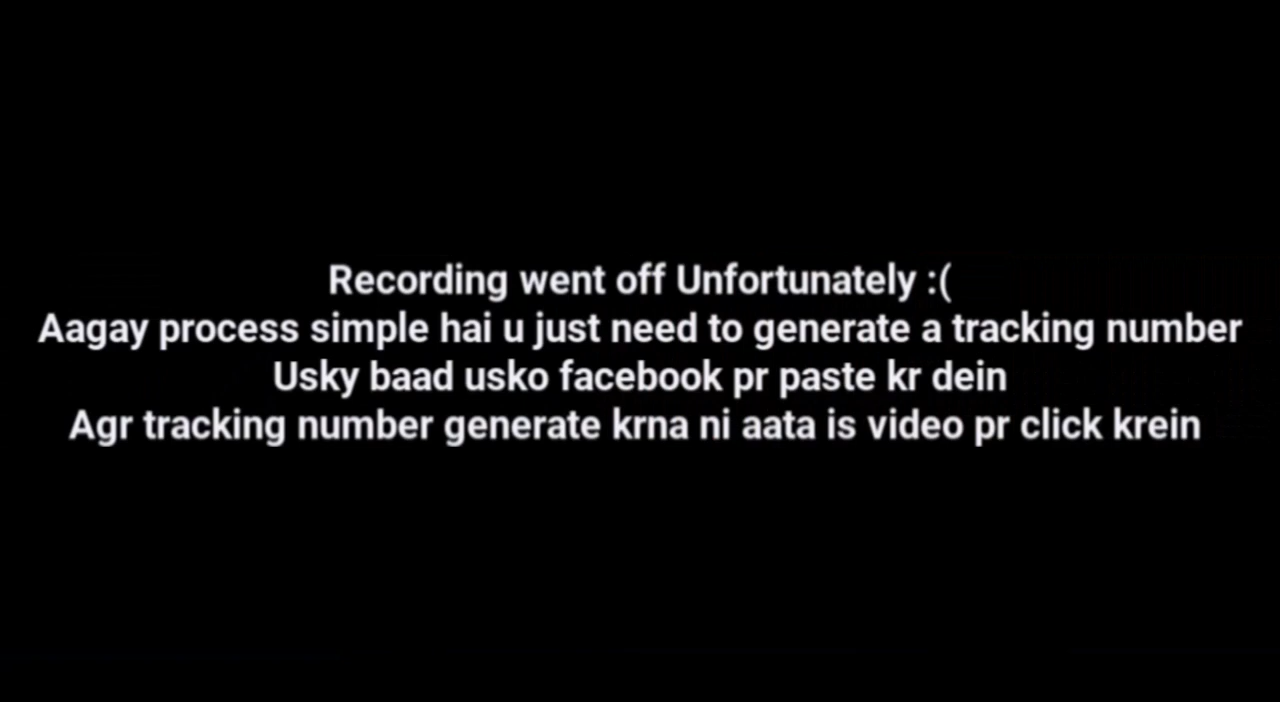 Recording went off Unfortunately :(
Aagay process simple hai u just need to generate a tracking number
Usky baad usko facebook pr paste kr dein
Agr tracking number generate krna ni aata is video pr click krein